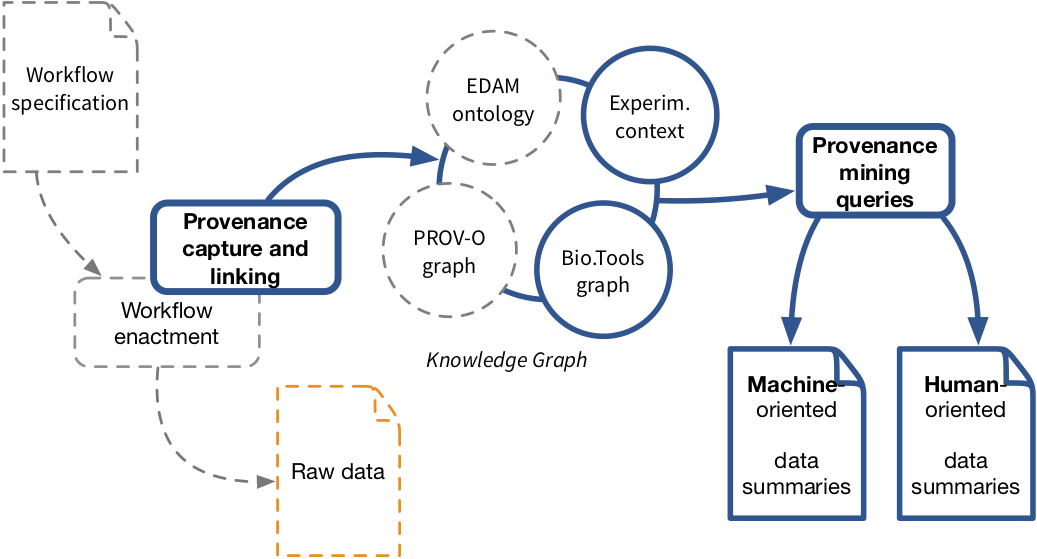 Workflow
specification
Provenance
capture and
linking
Workflow
enactment
Raw data
EDAM
ontology
Experim.
context
PROV-O
graph
Bio.Tools
graph
Knowledge Graph
Provenance
mining
queries
Machine-
oriented
data
summaries
Human-
oriented
data
summaries